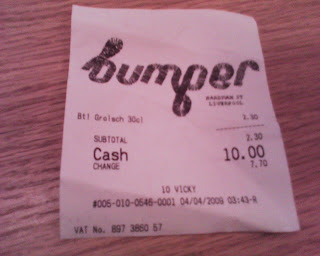 bumper
HARDMAN ST
LIVERPOOL
Btl Grolsch 30cl 2.30
SUBTOTAL 2.30
Cash 10.00
CHANGE 7.70
10 VICKY
#005-010-0546-0001 04/04/2009 03:43-R
VAT No. 897 3860 57